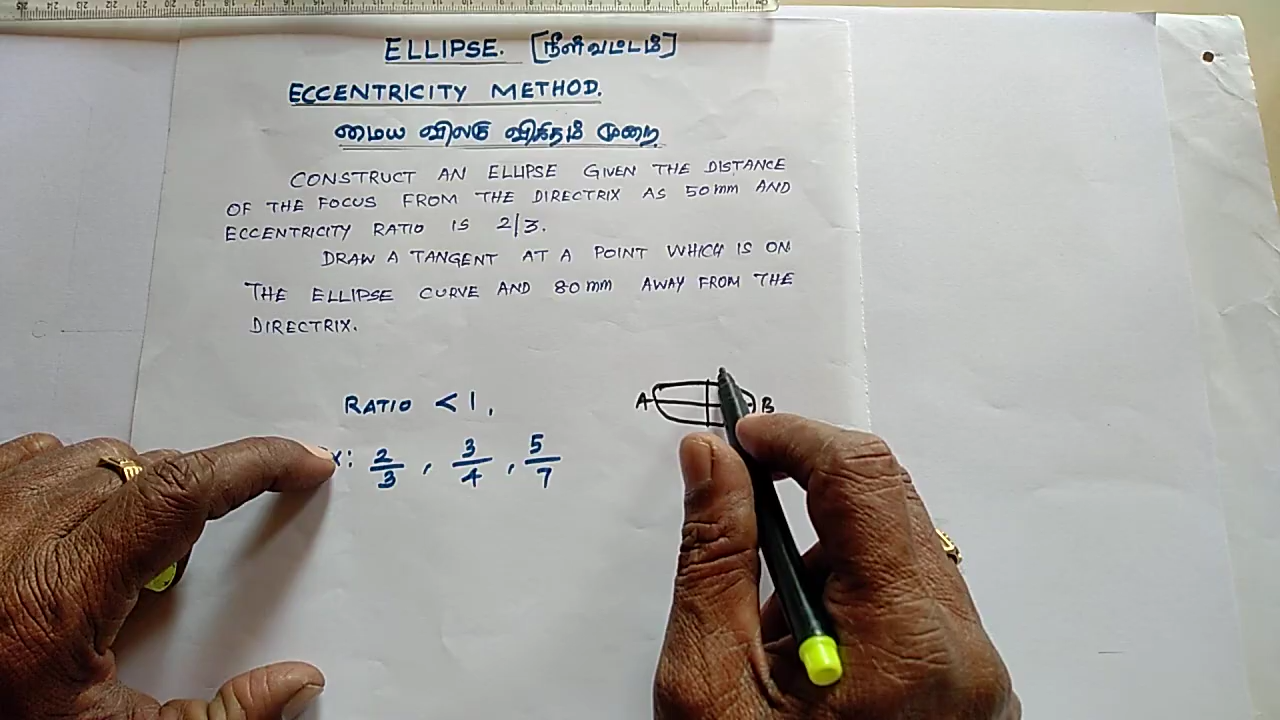 ELLIPSE. [நீள்வட்டம்]
ECCENTRICITY METHOD.
மைய விலகு விகிதம் முறை
CONSTRUCT AN ELLIPSE GIVEN THE DISTANCE
OF THE FOCUS FROM THE DIRECTRIX AS 50mm AND
ECCENTRICITY RATIO IS 2/3.
DRAW A TANGENT AT A POINT WHICH IS ON
THE ELLIPSE CURVE AND 80mm AWAY FROM THE
DIRECTRIX.
RATIO < 1,
A B
x: 2/3, 3/4, 5/7